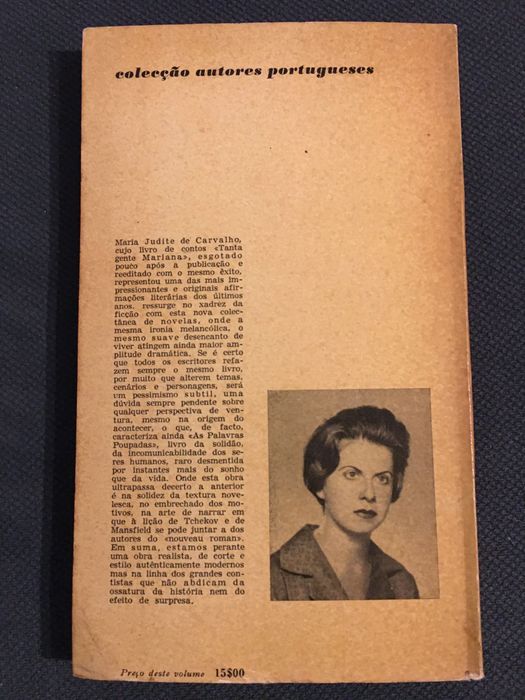 colecção autores portugueses
Maria Judite de Carvalho,
cujo livro de contos «Tanta
gente Mariana», esgotado
pouco após a publicação e
reeditado com o mesmo êxito,
representou uma das mais im-
pressionantes e originais afir-
mações literárias dos últimos
anos, ressurge no xadrez da
ficção com esta nova colec-
tânea de novelas, onde a
mesma ironia melancólica, o
mesmo suave desencanto de
viver atingem ainda maior am-
plitude dramática. Se é certo
que todos os escritores refa-
zem sempre o mesmo livro,
por muito que alterem temas,
cenários e personagens, será
um pessimismo subtil, uma
dúvida sempre pendente sobre
qualquer perspectiva de ven-
tura, mesmo na origem do
acontecer, o que, de facto,
caracteriza ainda «As Palavras
Poupadas», livro da solidão,
da incomunicabilidade dos se-
res humanos, raro desmentida
por instantes mais do sonho
que da vida. Onde esta obra
ultrapassa decerto a anterior
é na solidez da textura nove-
lesca, no embrechado dos mo-
tivos, na arte de narrar em
que à lição de Tchekov e de
Mansfield se pode juntar a dos
autores do «nouveau roman».
Em suma, estamos perante
uma obra realista, de corte e
estilo autênticamente modernos
mas na linha dos grandes con-
tistas que não abdicam da
ossatura da história nem do
efeito de surpresa.
Preço deste volume 15$00